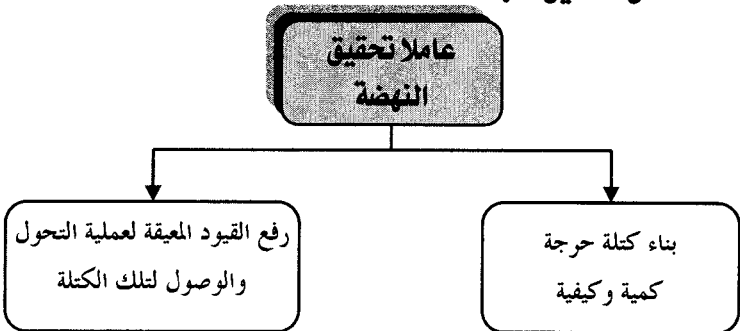 عاملا تحقيق
النهضة
بناء كتلة حرجة
كمية وكيفية
رفع القيود المعيقة لعملية التحول
والوصول لتلك الكتلة